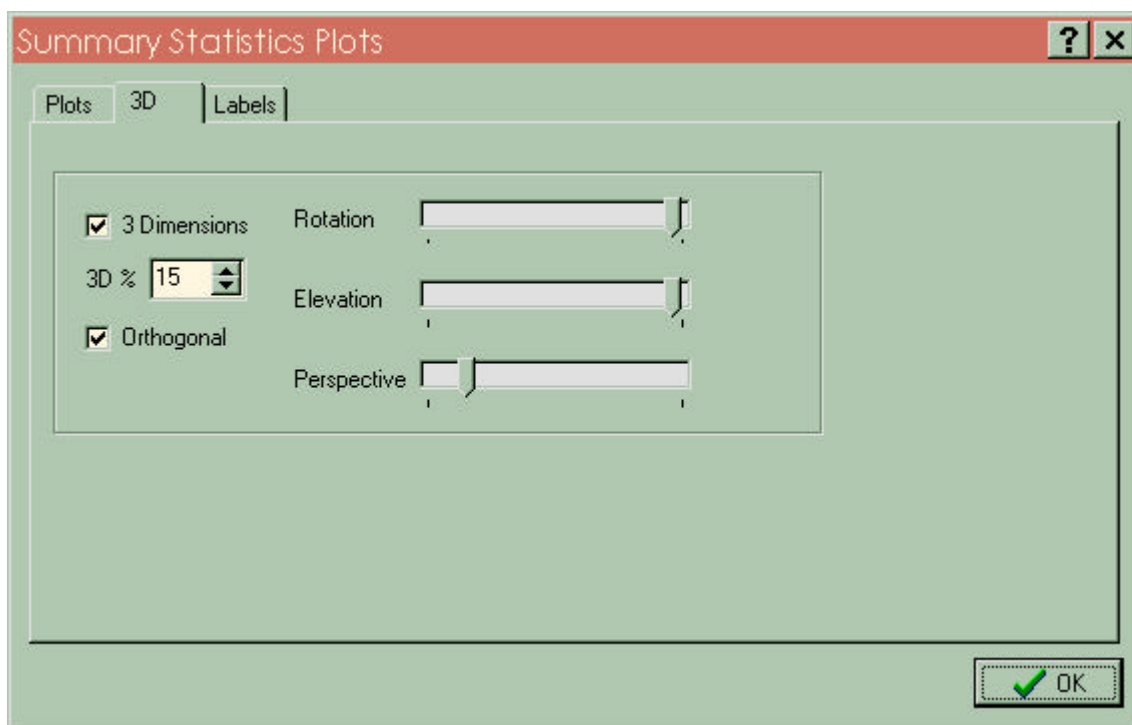 Summary Statistics Plots
?
Plots 3D Labels
3 Dimensions
Rotation
3D % 15
Elevation
Orthogonal
Perspective
OK